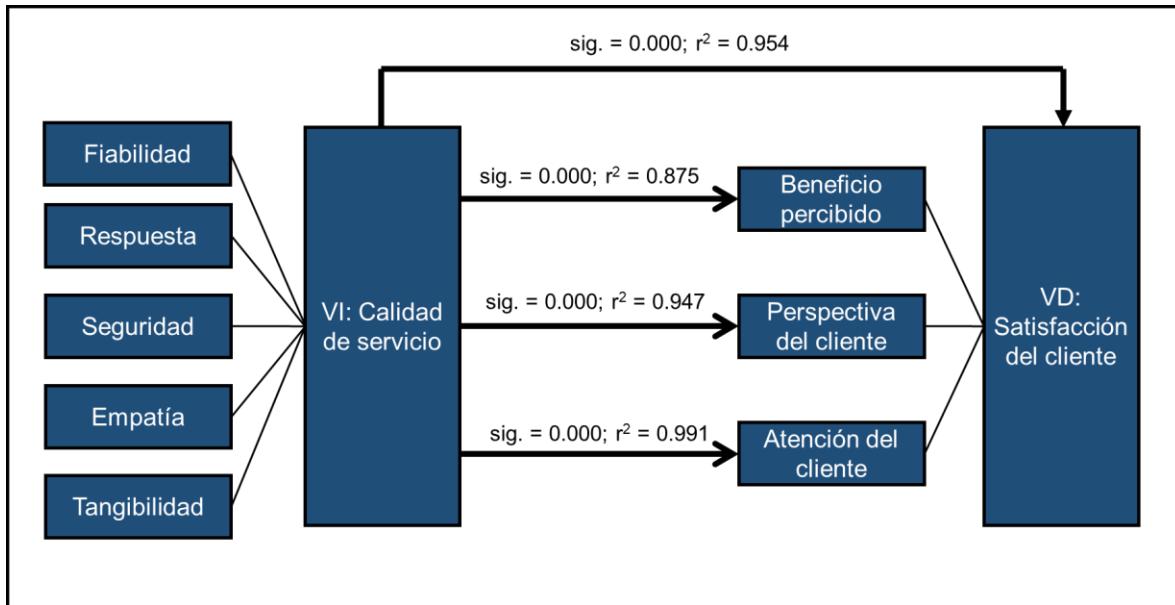 sig. = 0.000; r² = 0.954
Fiabilidad
Respuesta
Seguridad
Empatía
Tangibilidad
VI: Calidad
de servicio
sig. = 0.000; r² = 0.875
sig. = 0.000; r² = 0.947
sig. = 0.000; r² = 0.991
Beneficio
percibido
Perspectiva
del cliente
Atención del
cliente
VD:
Satisfacción
del cliente